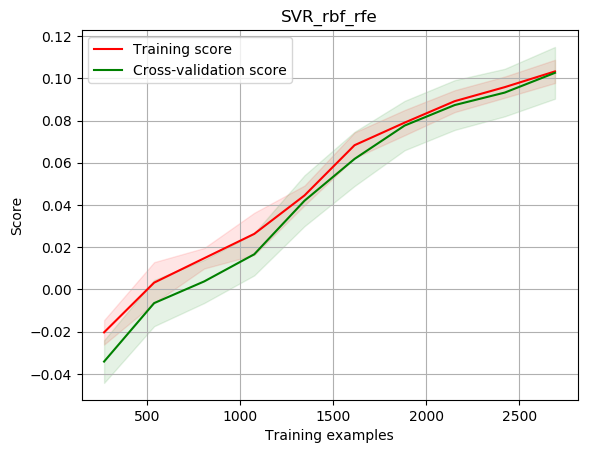 SVR_rbf_rfe
Training score
Cross-validation score
0.12
0.10
0.08
0.06
0.04
0.02
0.00
−0.02
−0.04
Score
500
1000
1500
2000
2500
Training examples